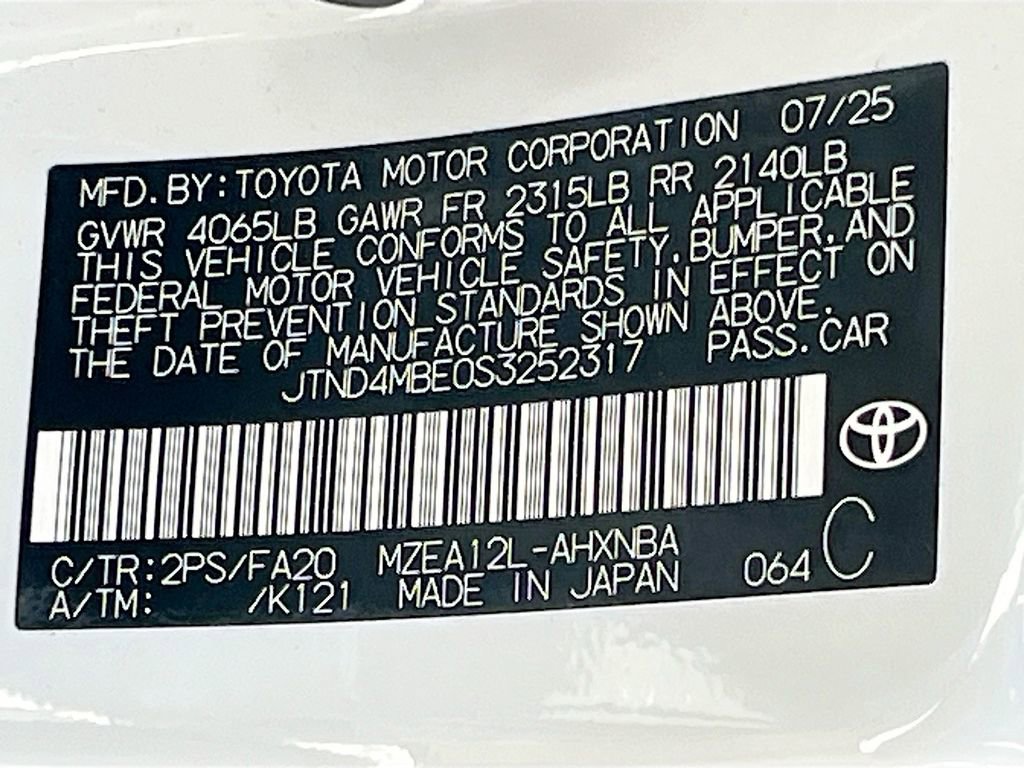 MFD. BY: TOYOTA MOTOR CORPORATION 07/25
GVWR 4065LB GAWR FR 2315LB RR 2140LB
THIS VEHICLE CONFORMS TO ALL APPLICABLE
FEDERAL MOTOR VEHICLE SAFETY, BUMPER, AND
THEFT PREVENTION STANDARDS IN EFFECT ON
THE DATE OF MANUFACTURE SHOWN ABOVE.
JTND4MBE0S3252317 PASS. CAR
C/TR: 2PS/FA20 MZEA12L-AHXNBA 064 C
A/TM: /K121 MADE IN JAPAN